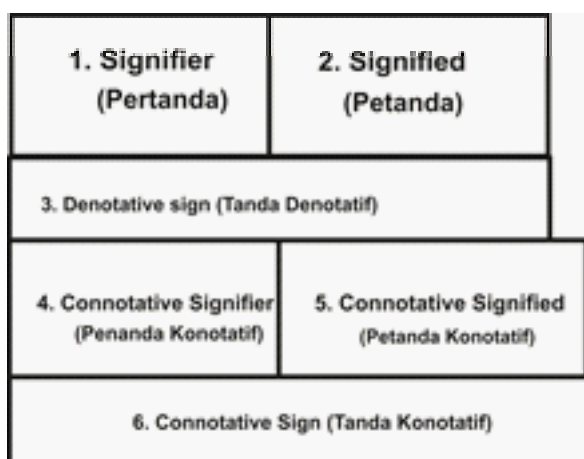 1. Signifier
(Pertanda)
2. Signified
(Petanda)
3. Denotative sign (Tanda Denotatif)
4. Connotative Signifier
(Penanda Konotatif)
5. Connotative Signified
(Petanda Konotatif)
6. Connotative Sign (Tanda Konotatif)